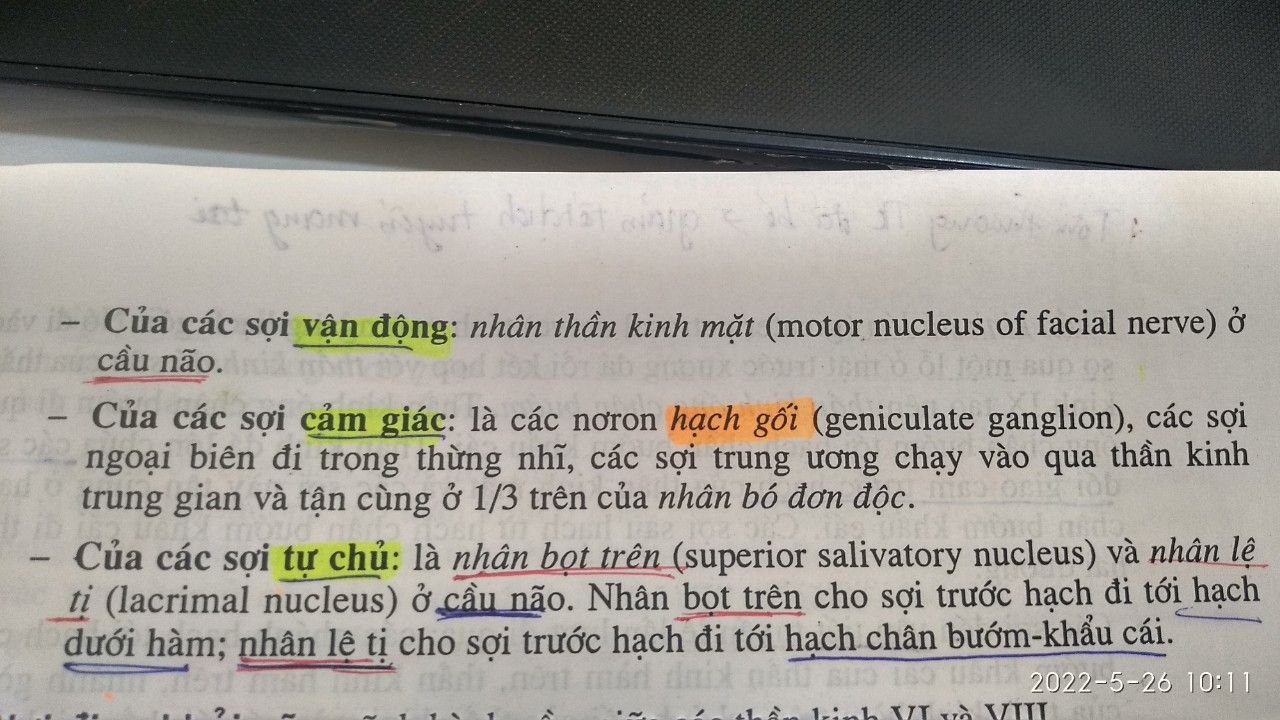 – Của các sợi vận động: nhân thần kinh mặt (motor nucleus of facial nerve) ở
cầu não.
– Của các sợi cảm giác: là các nơron hạch gối (geniculate ganglion), các sợi
ngoại biên đi trong thừng nhĩ, các sợi trung ương chạy vào qua thần kinh
trung gian và tận cùng ở 1/3 trên của nhân bó đơn độc.
– Của các sợi tự chủ: là nhân bọt trên (superior salivatory nucleus) và nhân lệ
tị (lacrimal nucleus) ở cầu não. Nhân bọt trên cho sợi trước hạch đi tới hạch
dưới hàm; nhân lệ tị cho sợi trước hạch đi tới hạch chân bướm-khẩu cái.
thần kinh VI và VIII
2022-5-26 10:11